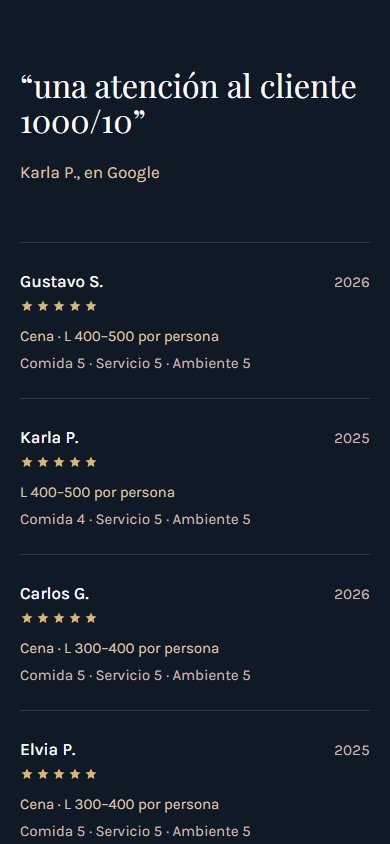 “una atención al cliente
1000/10”
Karla P., en Google
Gustavo S. 2026
★★★★★
Cena · L 400–500 por persona
Comida 5 · Servicio 5 · Ambiente 5
Karla P. 2025
★★★★★
L 400–500 por persona
Comida 4 · Servicio 5 · Ambiente 5
Carlos G. 2026
★★★★★
Cena · L 300–400 por persona
Comida 5 · Servicio 5 · Ambiente 5
Elvia P. 2025
★★★★★
Cena · L 300–400 por persona
Comida 5 · Servicio 5 · Ambiente 5